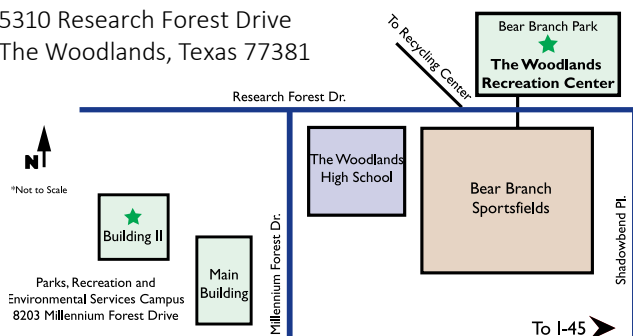 5310 Research Forest Drive
The Woodlands, Texas 77381
To Recycling Center
Bear Branch Park
The Woodlands
Recreation Center
Research Forest Dr.
N
*Not to Scale
The Woodlands
High School
Bear Branch
Sportsfields
Building II
Main
Building
Millennium Forest Dr.
Shadowbend Pl.
Parks, Recreation and
Environmental Services Campus
8203 Millennium Forest Drive
To I-45